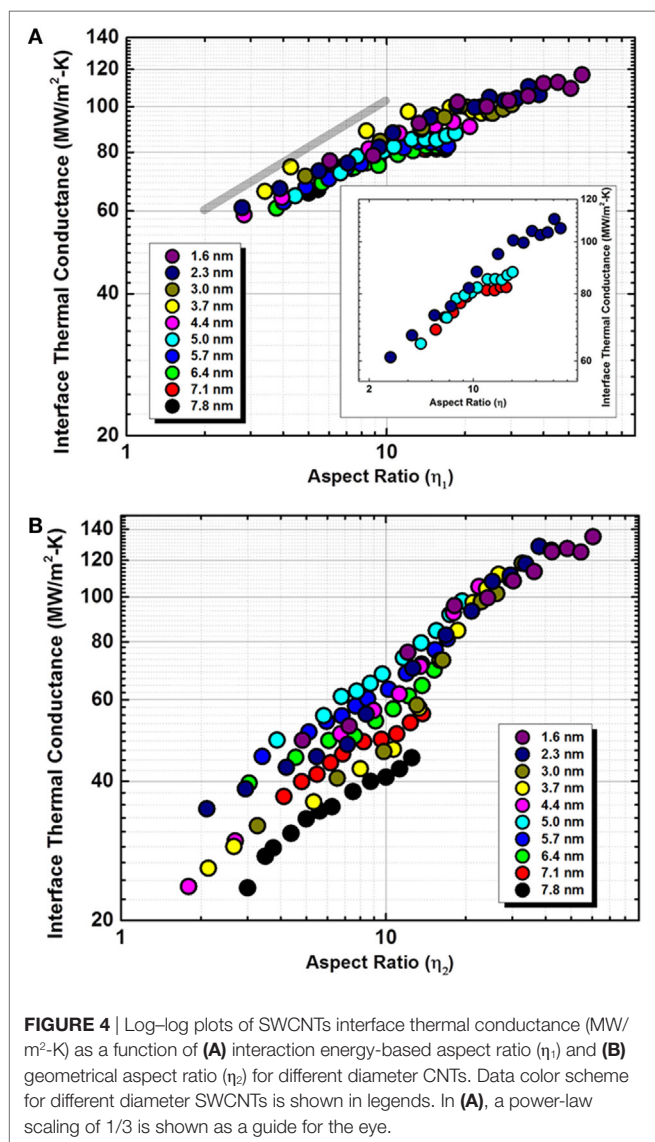 A
140
120
100
80
60
40
20
Interface Thermal Conductance (MW/m²-K)
1.6 nm
2.3 nm
3.0 nm
3.7 nm
4.4 nm
5.0 nm
5.7 nm
6.4 nm
7.1 nm
7.8 nm
120
100
80
60
Interface Thermal Conductance (MW/m²-K)
2
10
Aspect Ratio (η)
1
10
Aspect Ratio (η₁)
B
140
120
100
80
60
40
20
Interface Thermal Conductance (MW/m²-K)
1.6 nm
2.3 nm
3.0 nm
3.7 nm
4.4 nm
5.0 nm
5.7 nm
6.4 nm
7.1 nm
7.8 nm
1
10
Aspect Ratio (η₂)
FIGURE 4 | Log–log plots of SWCNTs interface thermal conductance (MW/
m²-K) as a function of (A) interaction energy-based aspect ratio (η₁) and (B)
geometrical aspect ratio (η₂) for different diameter CNTs. Data color scheme
for different diameter SWCNTs is shown in legends. In (A), a power-law
scaling of 1/3 is shown as a guide for the eye.